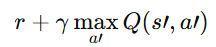 r + γ max Q(s′, a′)
a′